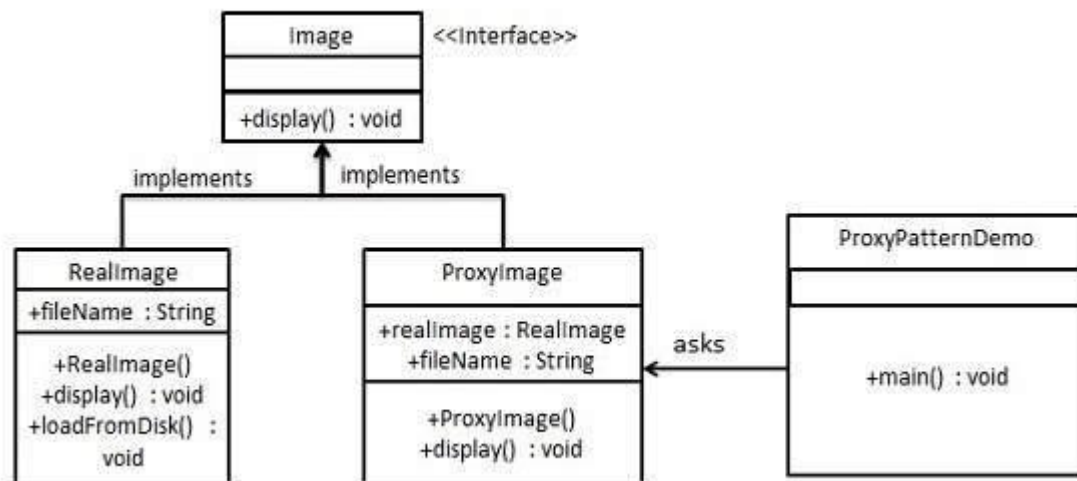 Image
<<Interface>>
+display() : void
implements
implements
RealImage
+fileName : String
+RealImage()
+display() : void
+loadFromDisk() :
void
ProxyImage
+realImage : RealImage
+fileName : String
+ProxyImage()
+display() : void
asks
ProxyPatternDemo
+main() : void